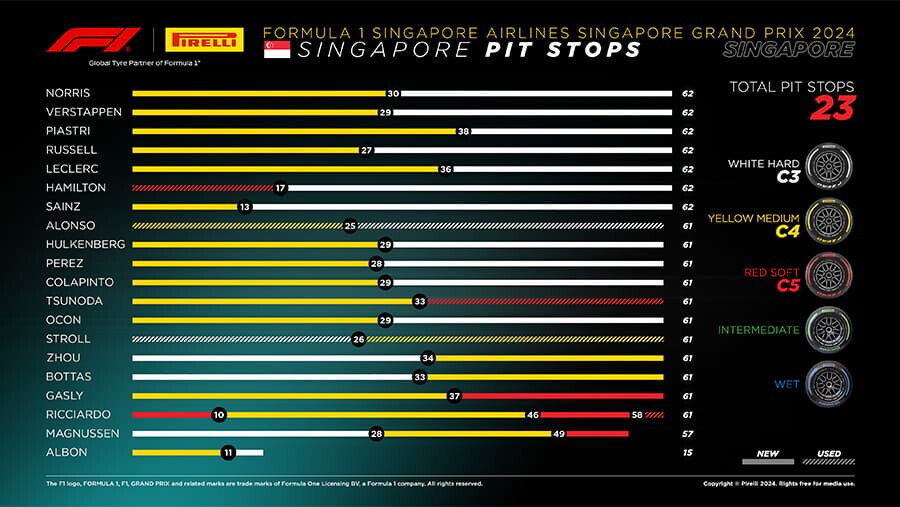 F1
PIRELLI
Global Tyre Partner of Formula 1®
FORMULA 1 SINGAPORE AIRLINES SINGAPORE GRAND PRIX 2024
SINGAPORE PIT STOPS
SINGAPORE
TOTAL PIT STOPS
23
NORRIS 30 62
VERSTAPPEN 29 62
PIASTRI 38 62
RUSSELL 27 62
LECLERC 36 62
HAMILTON 17 62
SAINZ 13 62
ALONSO 25 61
HULKENBERG 29 61
PEREZ 28 61
COLAPINTO 29 61
TSUNODA 33 61
OCON 29 61
STROLL 26 61
ZHOU 34 61
BOTTAS 33 61
GASLY 37 61
RICCIARDO 10 46 58 61
MAGNUSSEN 28 49 57
ALBON 11 15
WHITE HARD
C3
YELLOW MEDIUM
C4
RED SOFT
C5
INTERMEDIATE
WET
NEW USED
The F1 logo, FORMULA 1, F1, GRAND PRIX and related marks are trade marks of Formula One Licensing BV, a Formula 1 company. All rights reserved.
Copyright © Pirelli 2024. Rights free for media use.